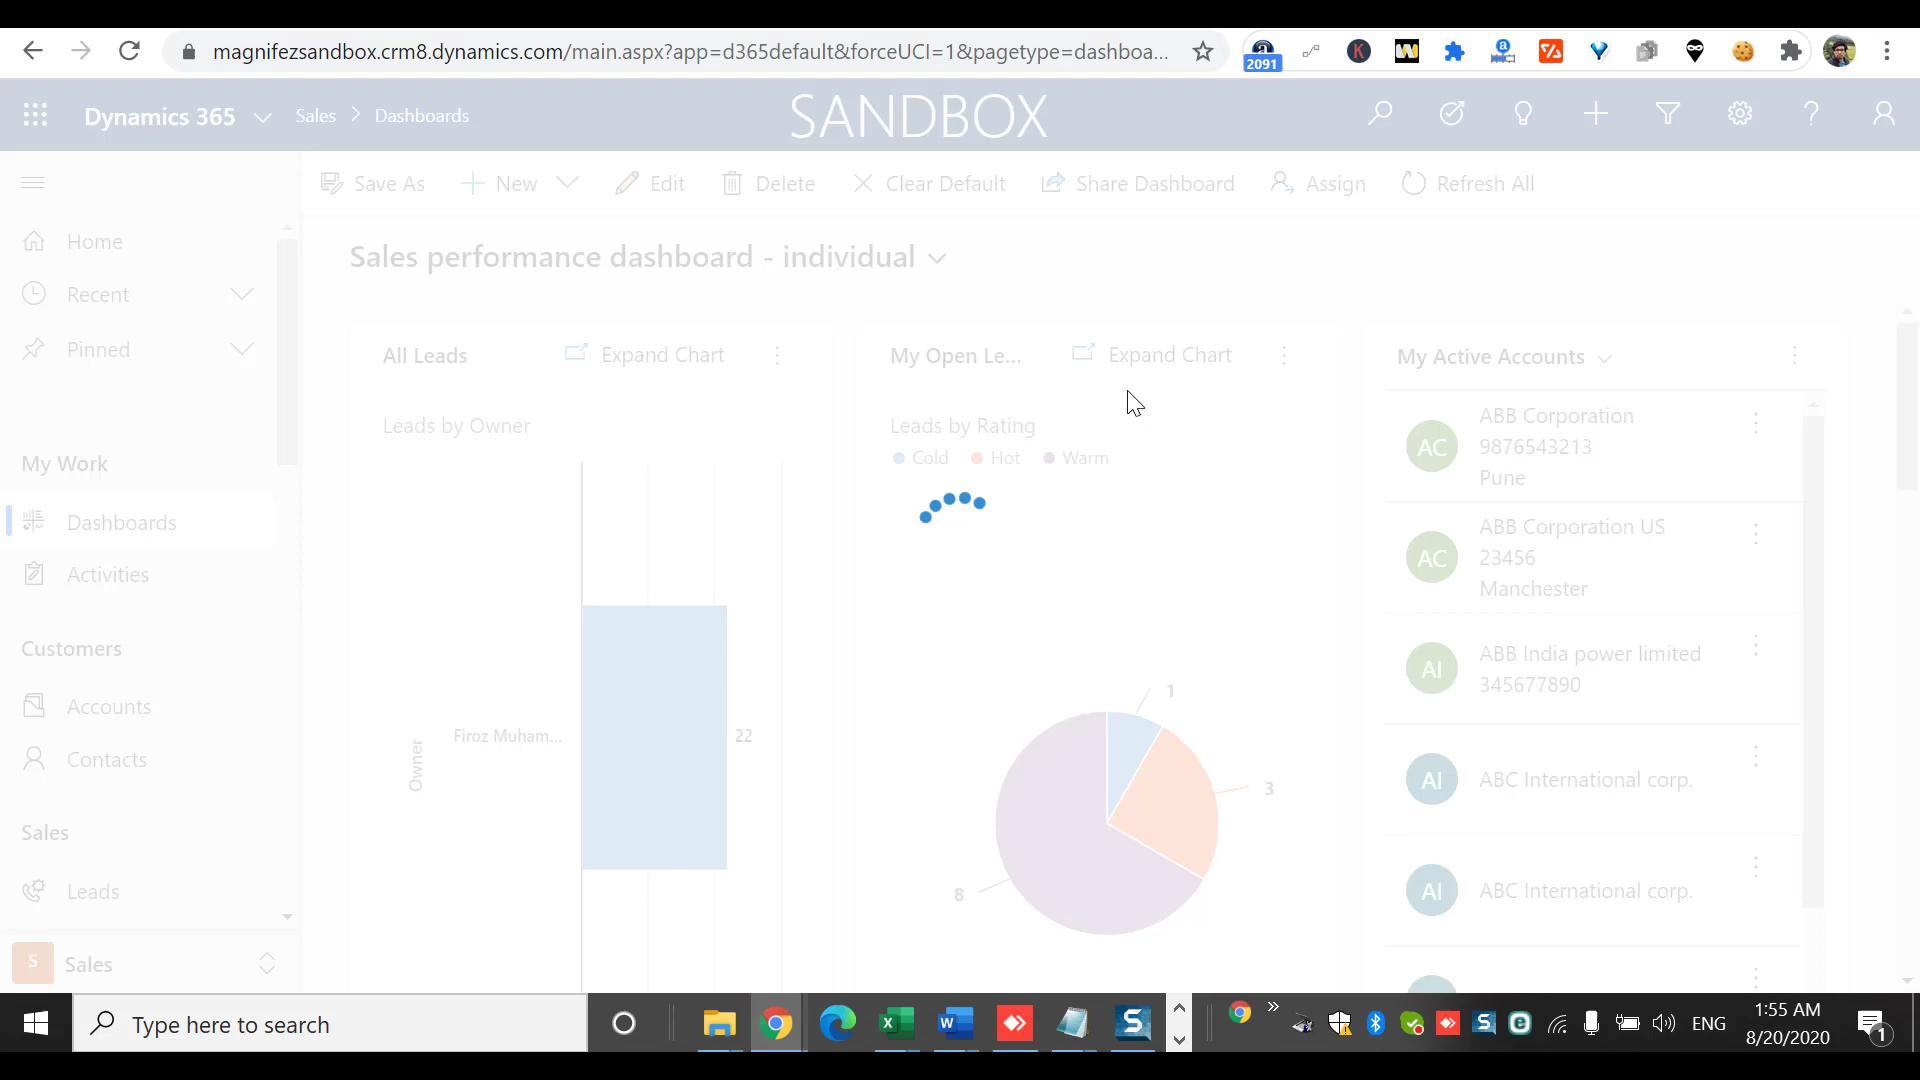 magnifezsandbox.crm8.dynamics.com/main.aspx?app=d365default&forceUCI=1&pagetype=dashboa...
2091
Dynamics 365
Sales
Dashboards
SANDBOX
Save As
New
Edit
Delete
Clear Default
Share Dashboard
Assign
Refresh All
Home
Recent
Pinned
My Work
Dashboards
Activities
Customers
Accounts
Contacts
Sales
Leads
S
Sales
Sales performance dashboard - individual
All Leads
Expand Chart
Leads by Owner
Owner
Firoz Muham...
22
My Open Le...
Expand Chart
Leads by Rating
Cold
Hot
Warm
1
3
8
My Active Accounts
AC
ABB Corporation
9876543213
Pune
AC
ABB Corporation US
23456
Manchester
AI
ABB India power limited
345677890
AI
ABC International corp.
AI
ABC International corp.
Type here to search
ENG
1:55 AM
8/20/2020
1